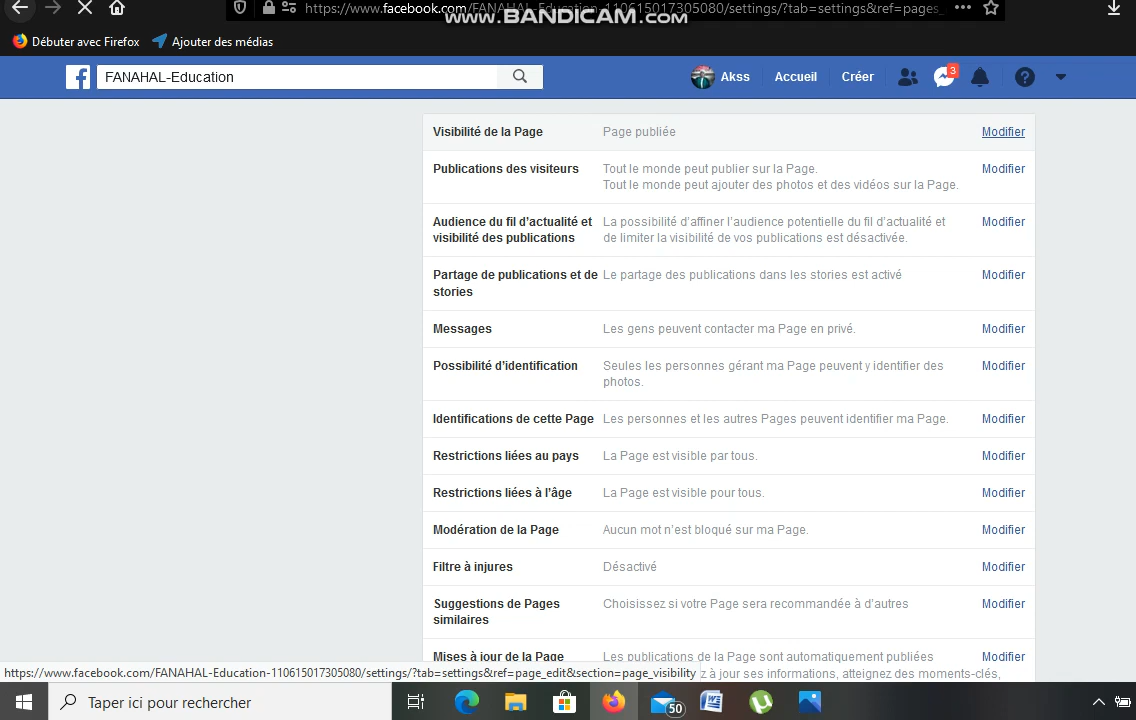 https://www.facebook.com/FANAHAL-Education-110615017305080/settings/?tab=settings&ref=pages_
www.BANDICAM.com
Débuter avec Firefox
Ajouter des médias
FANAHAL-Education
Akss
Accueil
Créer
3
Visibilité de la Page
Page publiée
Modifier
Publications des visiteurs
Tout le monde peut publier sur la Page.
Modifier
Tout le monde peut ajouter des photos et des vidéos sur la Page.
Audience du fil d'actualité et
La possibilité d'affiner l'audience potentielle du fil d'actualité et
Modifier
visibilité des publications
de limiter la visibilité de vos publications est désactivée.
Partage de publications et de
Le partage des publications dans les stories est activé
Modifier
stories
Messages
Les gens peuvent contacter ma Page en privé.
Modifier
Possibilité d'identification
Seules les personnes gérant ma Page peuvent y identifier des
Modifier
photos.
Identifications de cette Page
Les personnes et les autres Pages peuvent identifier ma Page.
Modifier
Restrictions liées au pays
La Page est visible par tous.
Modifier
Restrictions liées à l'âge
La Page est visible pour tous.
Modifier
Modération de la Page
Aucun mot n'est bloqué sur ma Page.
Modifier
Filtre à injures
Désactivé
Modifier
Suggestions de Pages
Choisissez si votre Page sera recommandée à d'autres
Modifier
similaires
Mises à jour de la Page
Les publications de la Page sont automatiquement publiées
Modifier
z à jour ses informations, atteignez des moments-clés,
https://www.facebook.com/FANAHAL-Education-110615017305080/settings/?tab=settings&ref=page_edit&section=page_visibility
Taper ici pour rechercher
50